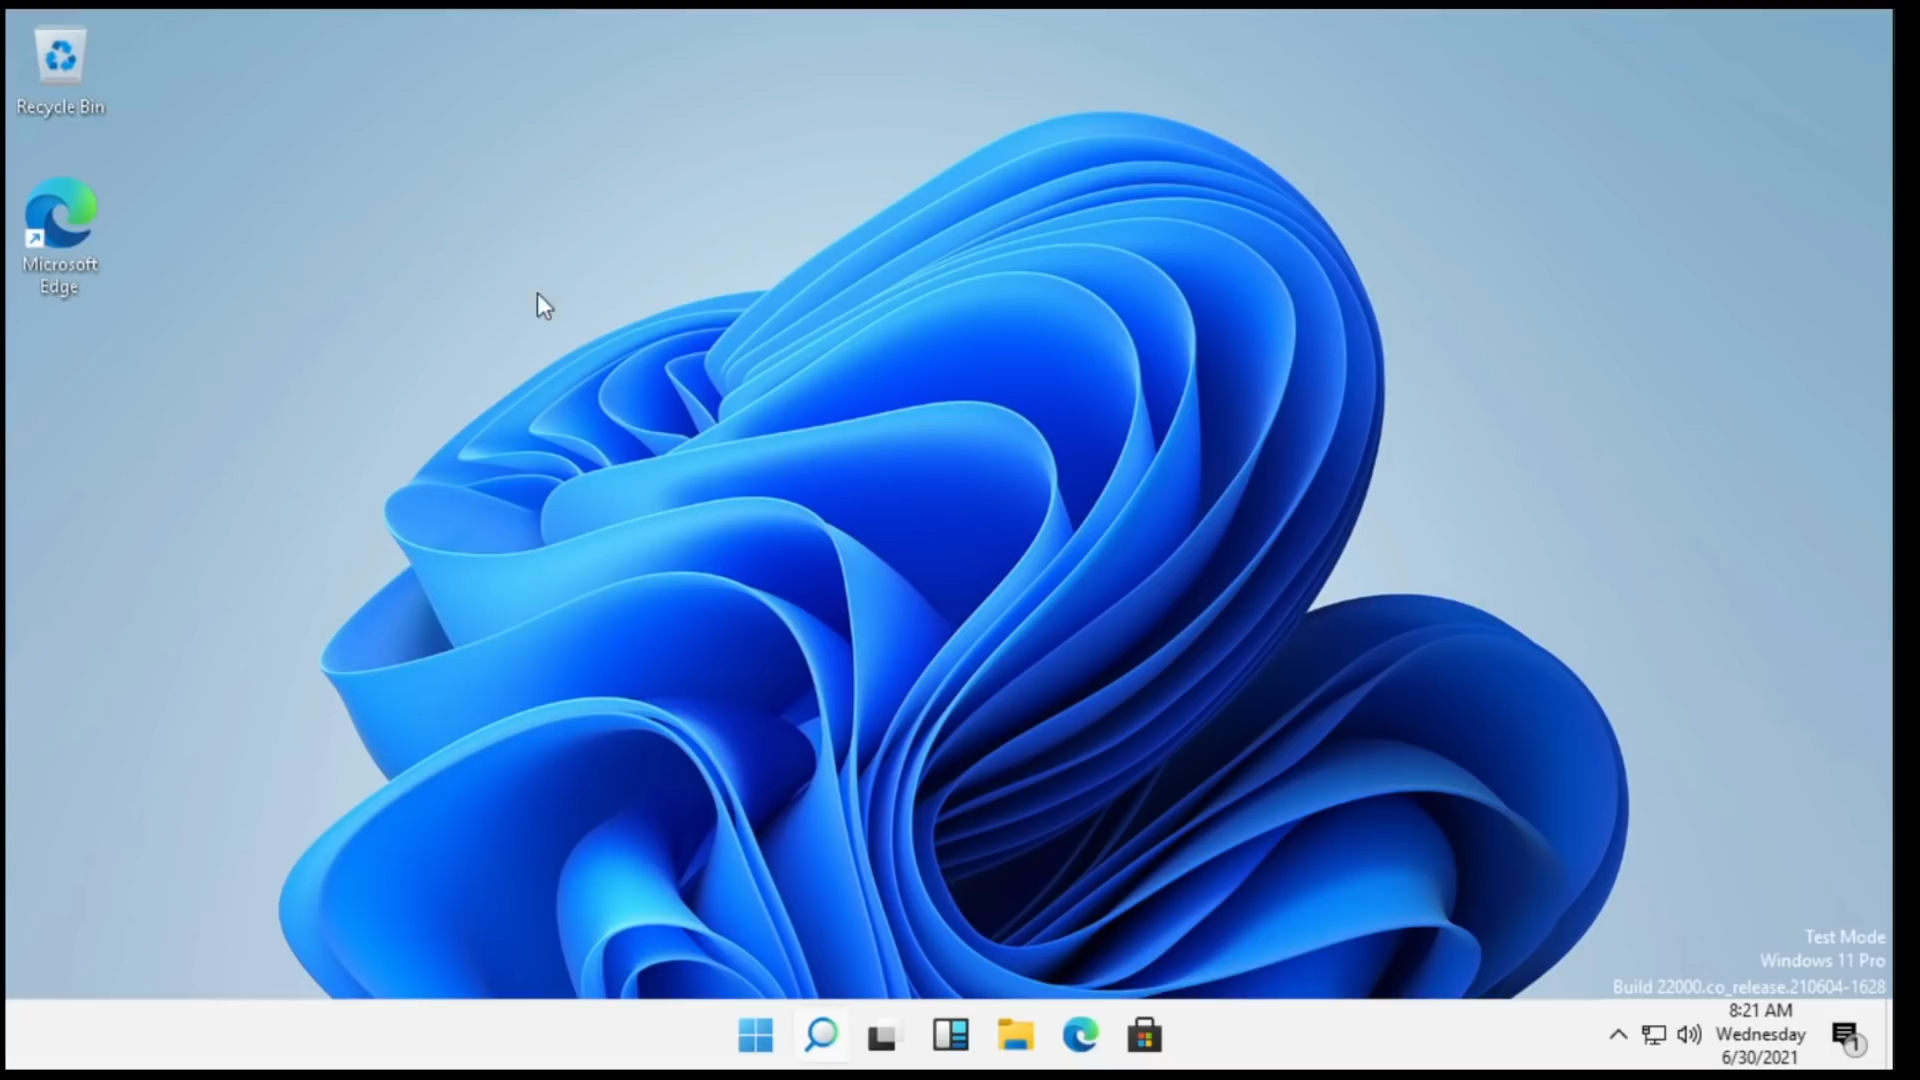 Recycle Bin
Microsoft
Edge
Test Mode
Windows 11 Pro
Build 22000.co_release.210604-1628
8:21 AM
Wednesday
6/30/2021
1